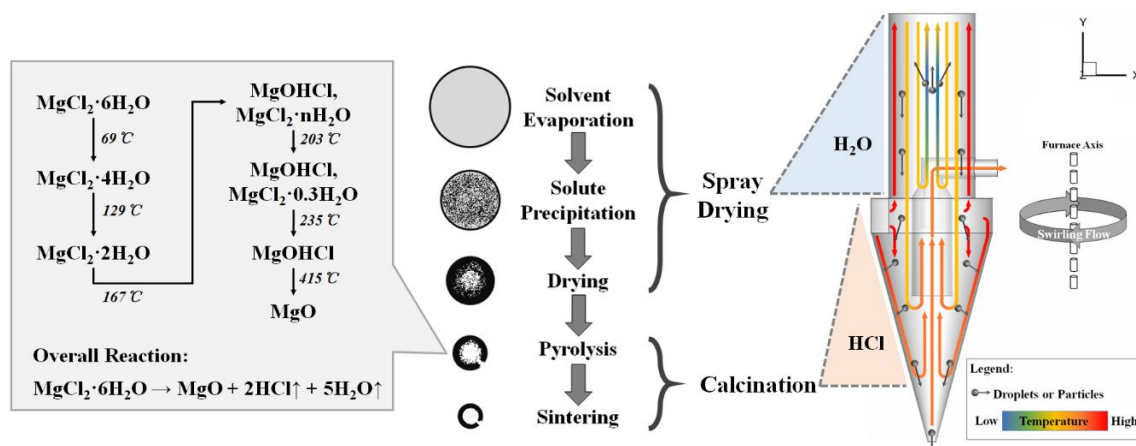 MgCl₂·6H₂O
69℃
MgCl₂·4H₂O
129℃
MgCl₂·2H₂O
167℃
MgOHCl,
MgCl₂·nH₂O
203℃
MgOHCl,
MgCl₂·0.3H₂O
235℃
MgOHCl
415℃
MgO
Overall Reaction:
MgCl₂·6H₂O → MgO + 2HCl↑ + 5H₂O↑
Solvent
Evaporation
Solute
Precipitation
Drying
Pyrolysis
Sintering
Spray
Drying
Calcination
H₂O
HCl
Y
Z
X
Furnace Axis
Swirling Flow
Legend:
Droplets or Particles
Low Temperature High